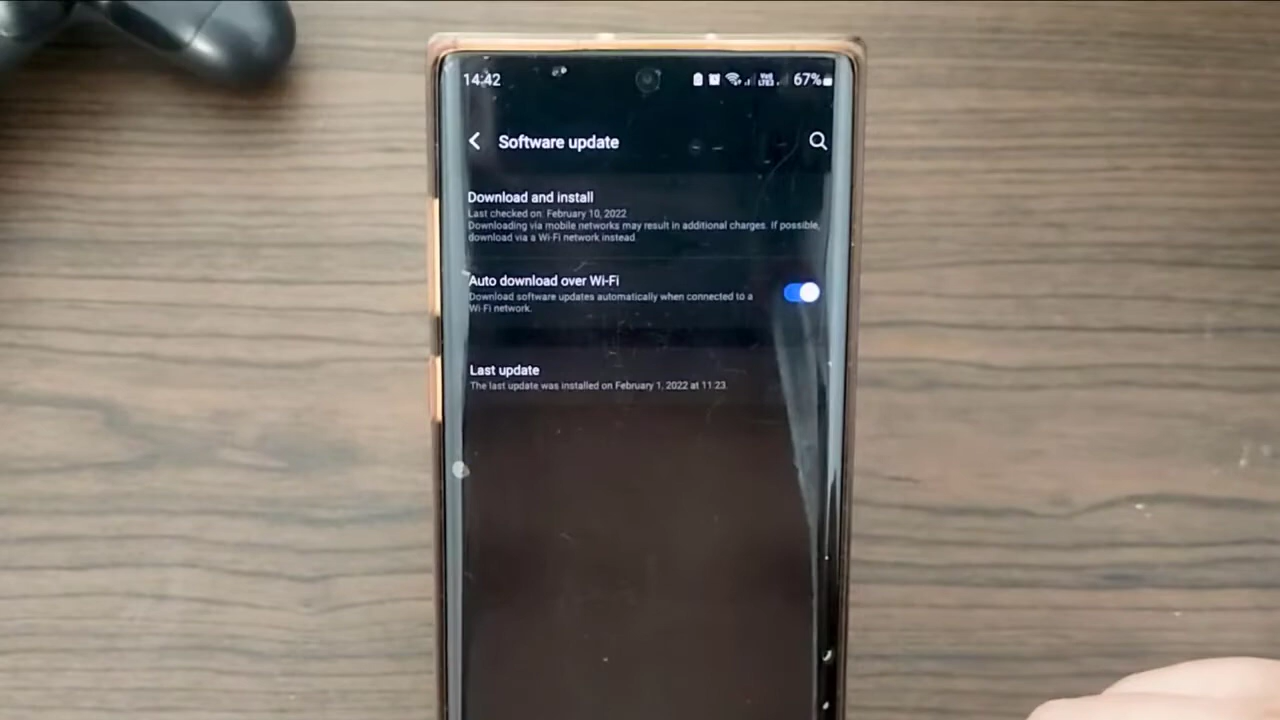 14:42
67%
Software update
Download and install
Last checked on: February 10, 2022
Downloading via mobile networks may result in additional charges. If possible,
download via a Wi-Fi network instead.
Auto download over Wi-Fi
Download software updates automatically when connected to a
Wi-Fi network.
Last update
The last update was installed on February 1, 2022 at 11:23.